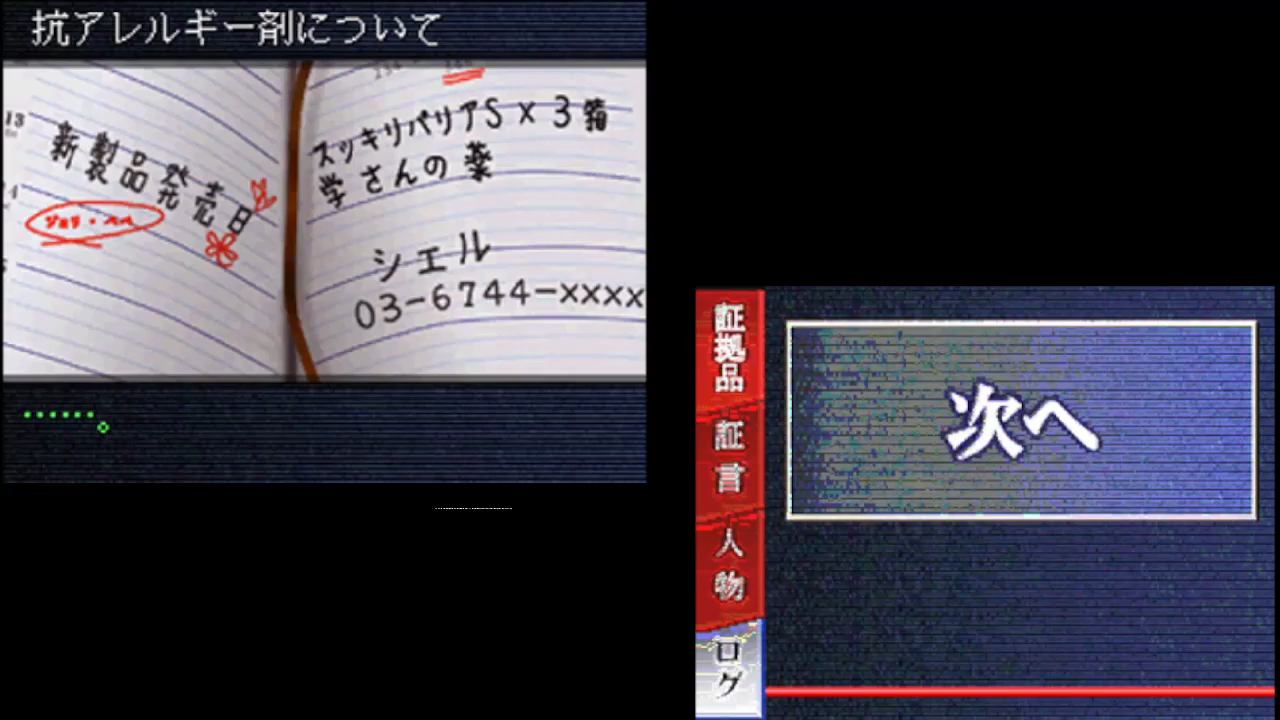 抗アレルギー剤について
13
新製品発売日
スッキリバリアS×3箱
学さんの薬
シェル
03-6744-××××
......
次へ
証拠品
証言
人物
ログ